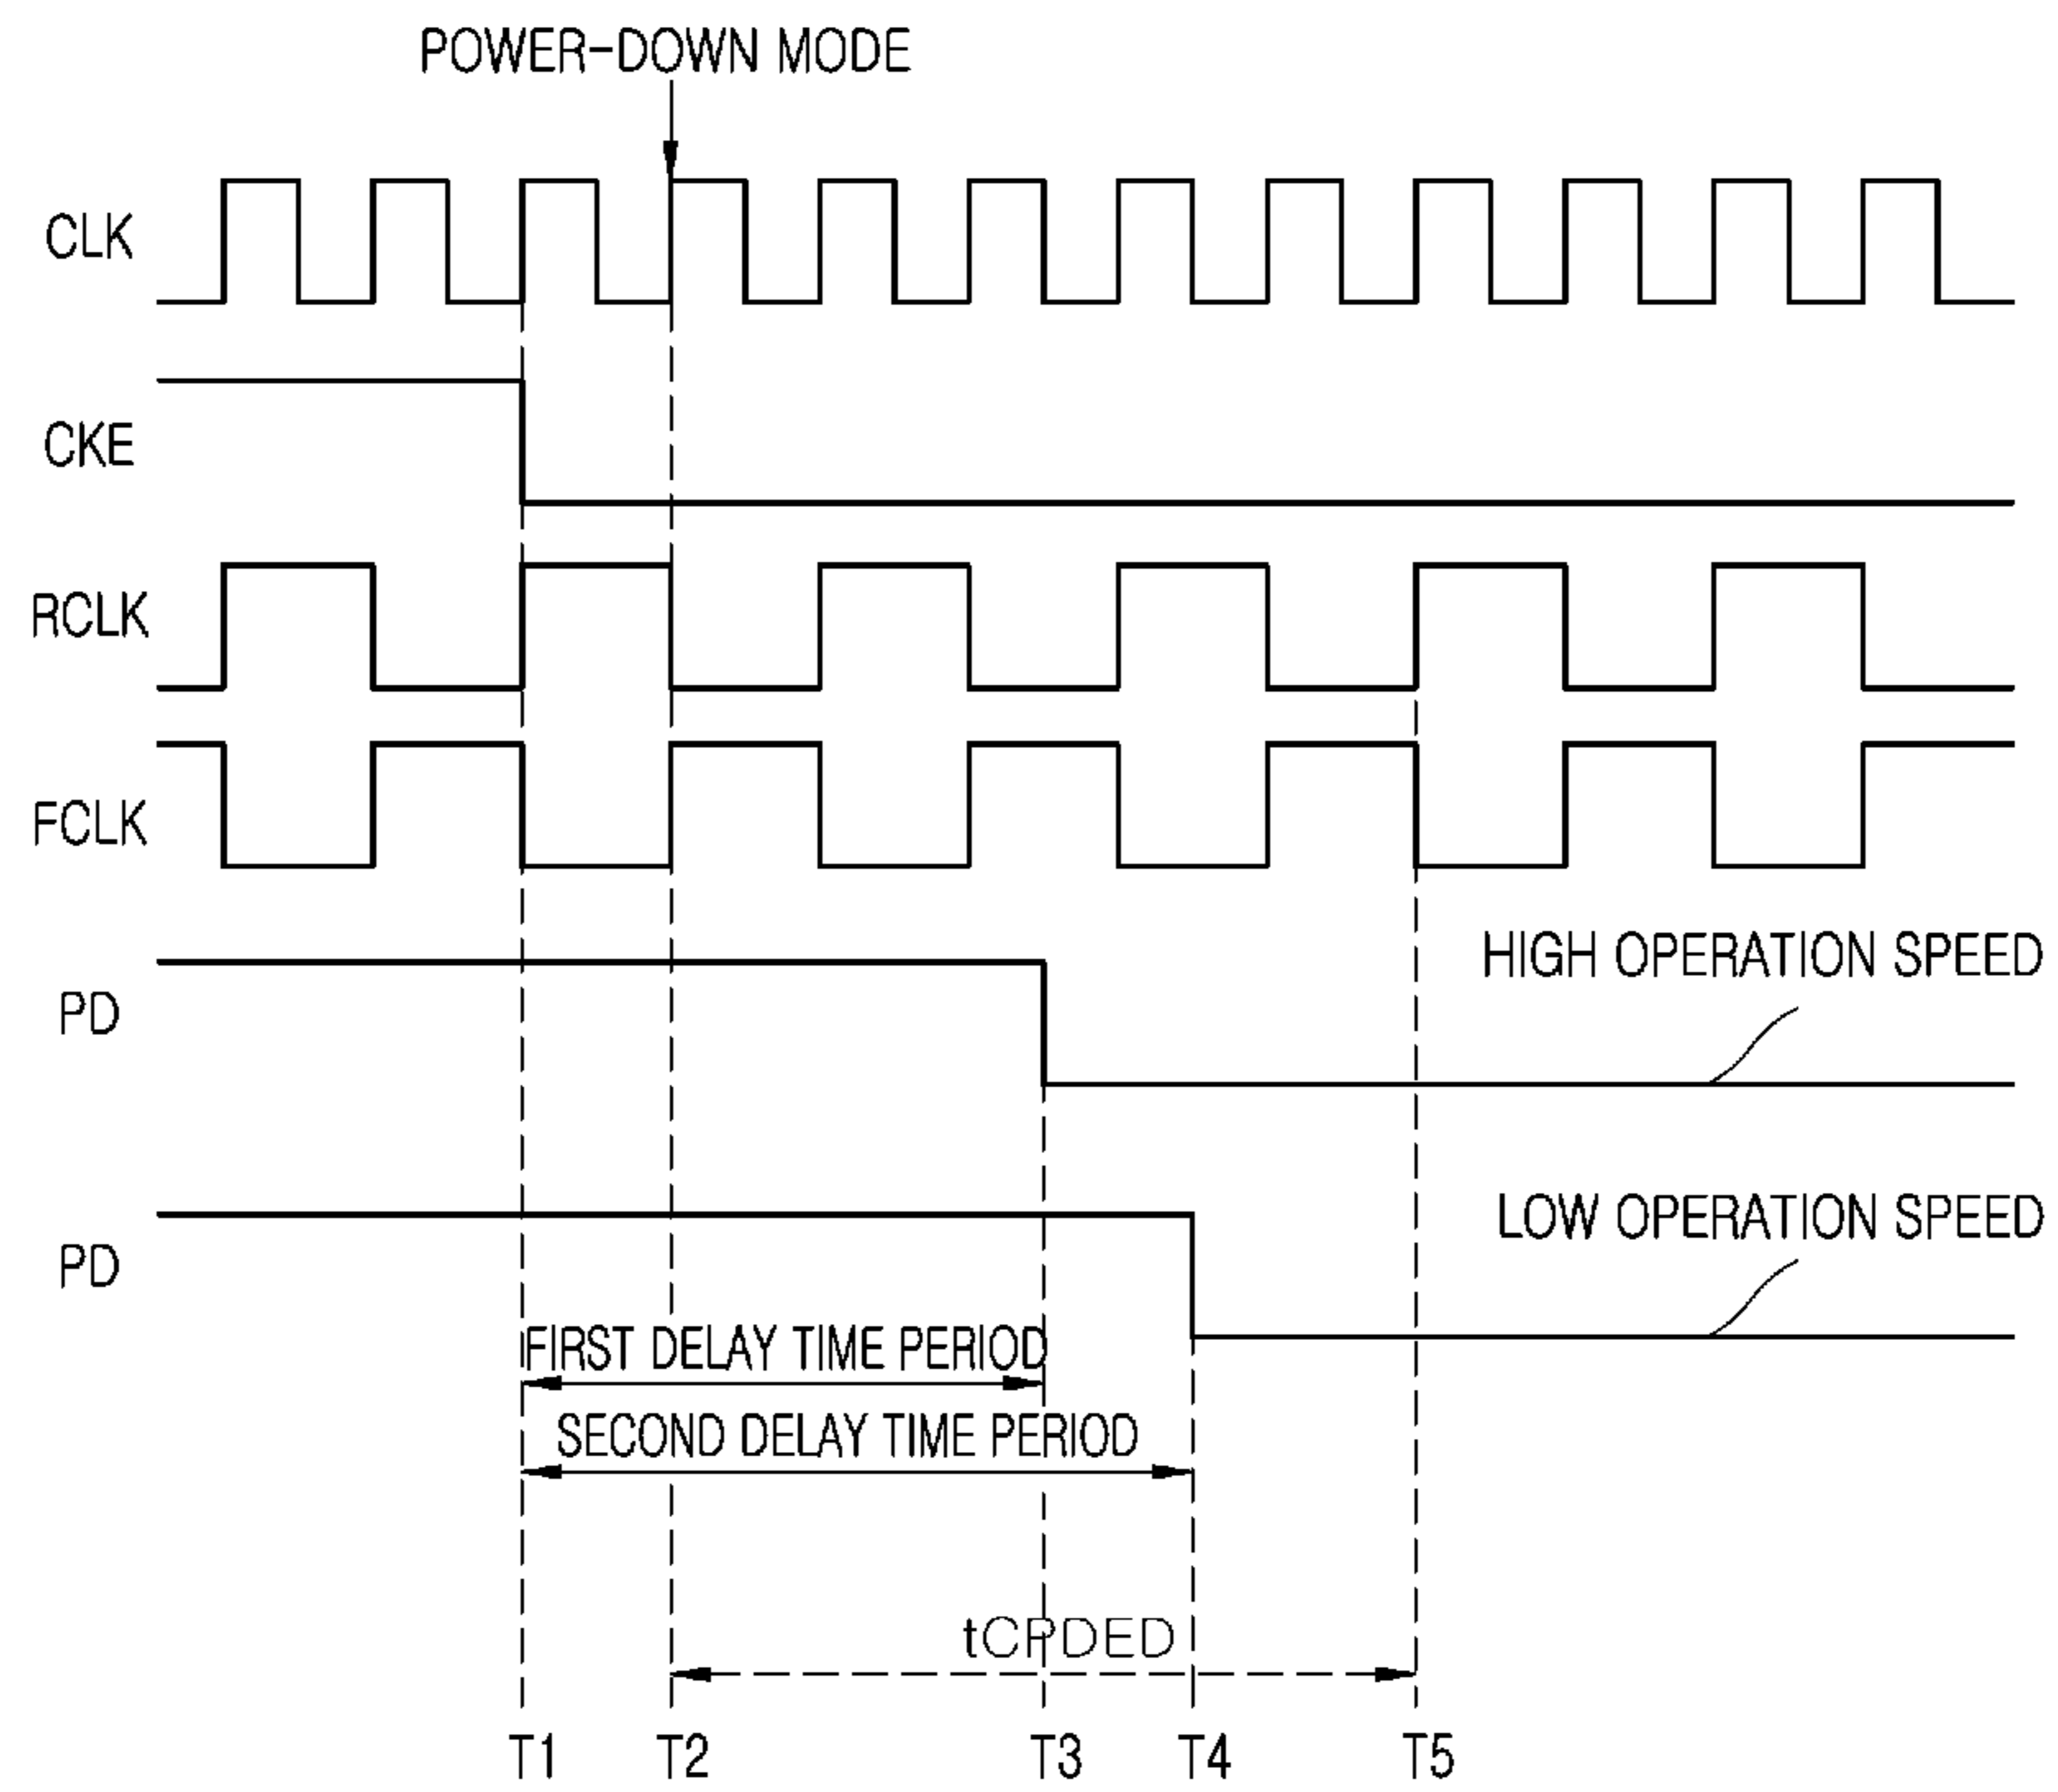 POWER-DOWN MODE
CLK
CKE
RCLK
FCLK
HIGH OPERATION SPEED
PD
LOW OPERATION SPEED
PD
FIRST DELAY TIME PERIOD
SECOND DELAY TIME PERIOD
tCPDED
T1 T2 T3 T4 T5